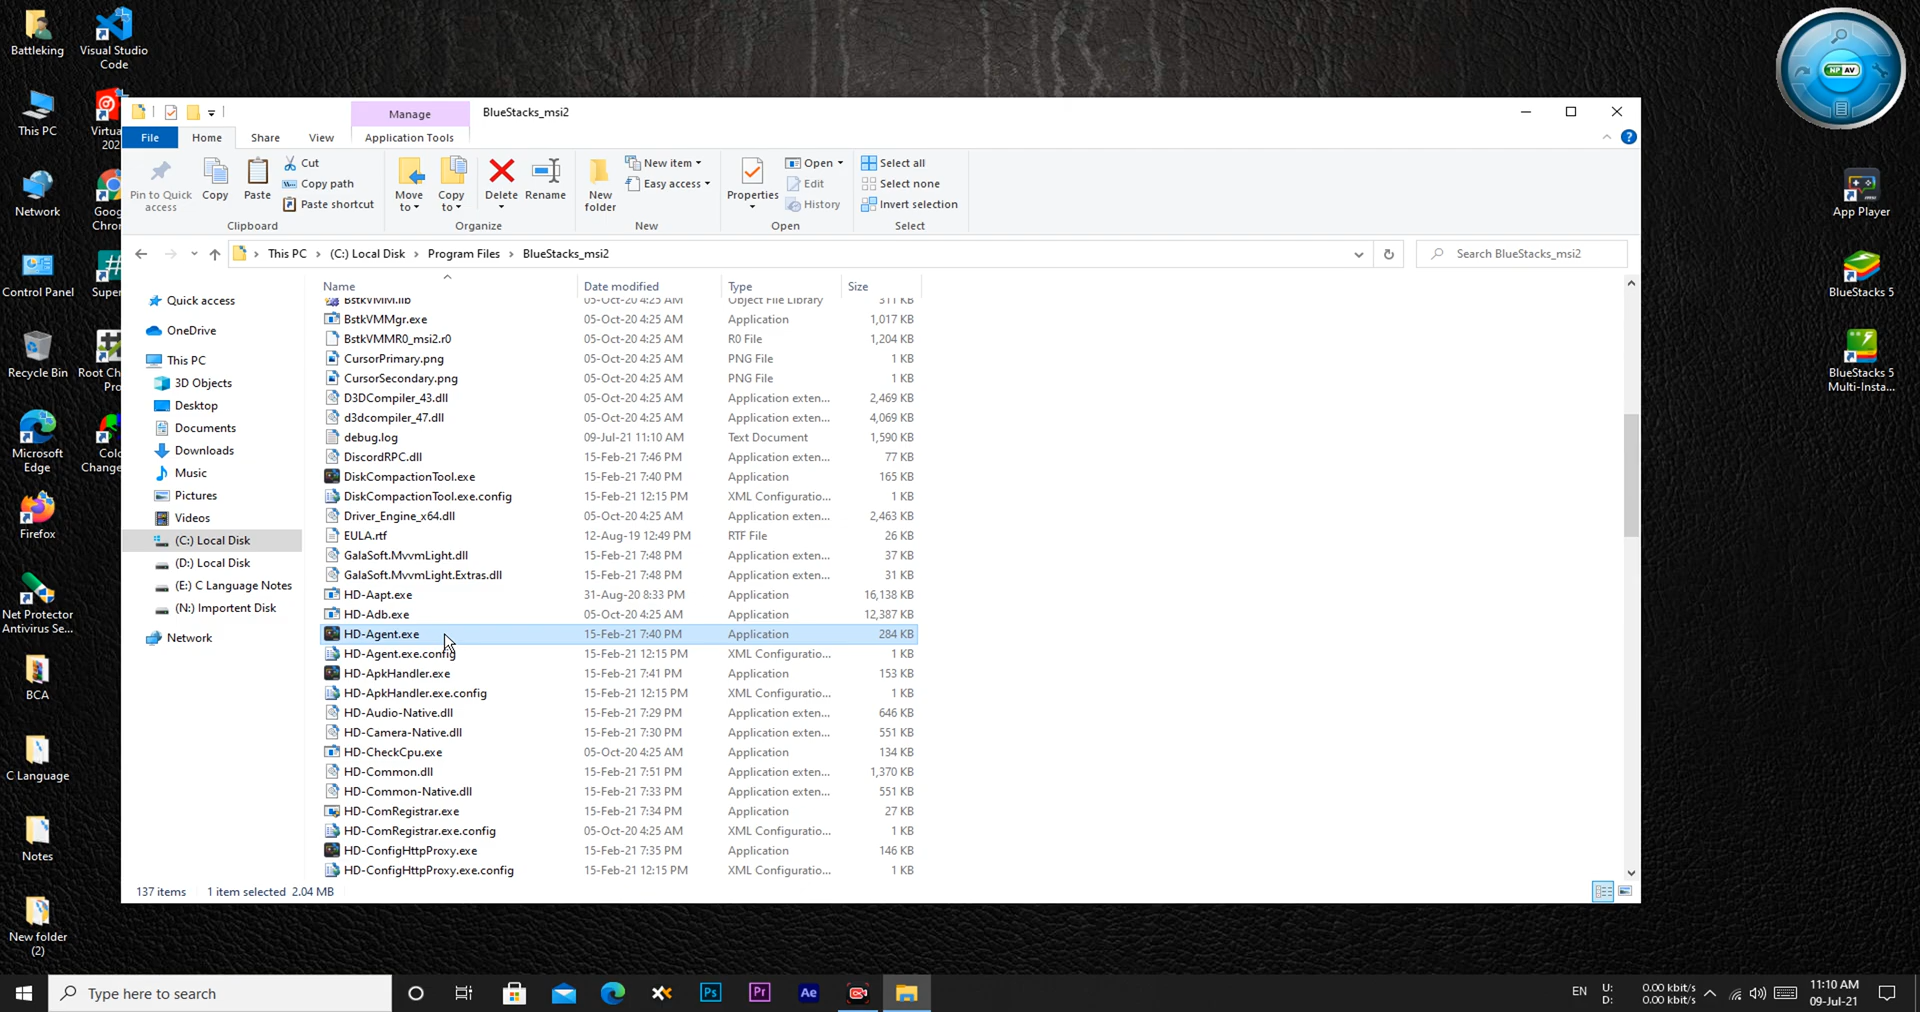 Battleking
Visual Studio
Code
This PC
Virtua
202
Network
Goog
Chro
Control Panel
Super
Recycle Bin
Root Ch
Pro
Microsoft
Edge
Colo
Change
Firefox
Net Protector
Antivirus Se...
BCA
C Language
Notes
New folder
(2)
HP AV
App Player
BlueStacks 5
BlueStacks 5
Multi-Insta...
Manage
BlueStacks_msi2
File
Home
Share
View
Application Tools
Pin to Quick
access
Copy
Paste
Cut
Copy path
Paste shortcut
Clipboard
Move
to
Copy
to
Delete
Rename
Organize
New
folder
New item
Easy access
New
Properties
Open
Edit
History
Open
Select all
Select none
Invert selection
Select
This PC > (C:) Local Disk > Program Files > BlueStacks_msi2
Search BlueStacks_msi2
Quick access
OneDrive
This PC
3D Objects
Desktop
Documents
Downloads
Music
Pictures
Videos
(C:) Local Disk
(D:) Local Disk
(E:) C Language Notes
(N:) Importent Disk
Network
Name Date modified Type Size
BstkVMM.lib 05-Oct-20 4:25 AM Object File Library 311 KB
BstkVMMgr.exe 05-Oct-20 4:25 AM Application 1,017 KB
BstkVMMR0_msi2.r0 05-Oct-20 4:25 AM R0 File 1,204 KB
CursorPrimary.png 05-Oct-20 4:25 AM PNG File 1 KB
CursorSecondary.png 05-Oct-20 4:25 AM PNG File 1 KB
D3DCompiler_43.dll 05-Oct-20 4:25 AM Application exten... 2,469 KB
d3dcompiler_47.dll 05-Oct-20 4:25 AM Application exten... 4,069 KB
debug.log 09-Jul-21 11:10 AM Text Document 1,590 KB
DiscordRPC.dll 15-Feb-21 7:46 PM Application exten... 77 KB
DiskCompactionTool.exe 15-Feb-21 7:40 PM Application 165 KB
DiskCompactionTool.exe.config 15-Feb-21 12:15 PM XML Configuratio... 1 KB
Driver_Engine_x64.dll 05-Oct-20 4:25 AM Application exten... 2,463 KB
EULA.rtf 12-Aug-19 12:49 PM RTF File 26 KB
GalaSoft.MvvmLight.dll 15-Feb-21 7:48 PM Application exten... 37 KB
GalaSoft.MvvmLight.Extras.dll 15-Feb-21 7:48 PM Application exten... 31 KB
HD-Aapt.exe 31-Aug-20 8:33 PM Application 16,138 KB
HD-Adb.exe 05-Oct-20 4:25 AM Application 12,387 KB
HD-Agent.exe 15-Feb-21 7:40 PM Application 284 KB
HD-Agent.exe.config 15-Feb-21 12:15 PM XML Configuratio... 1 KB
HD-ApkHandler.exe 15-Feb-21 7:41 PM Application 153 KB
HD-ApkHandler.exe.config 15-Feb-21 12:15 PM XML Configuratio... 1 KB
HD-Audio-Native.dll 15-Feb-21 7:29 PM Application exten... 646 KB
HD-Camera-Native.dll 15-Feb-21 7:30 PM Application exten... 551 KB
HD-CheckCpu.exe 05-Oct-20 4:25 AM Application 134 KB
HD-Common.dll 15-Feb-21 7:51 PM Application exten... 1,370 KB
HD-Common-Native.dll 15-Feb-21 7:33 PM Application exten... 551 KB
HD-ComRegistrar.exe 15-Feb-21 7:34 PM Application 27 KB
HD-ComRegistrar.exe.config 05-Oct-20 4:25 AM XML Configuratio... 1 KB
HD-ConfigHttpProxy.exe 15-Feb-21 7:35 PM Application 146 KB
HD-ConfigHttpProxy.exe.config 15-Feb-21 12:15 PM XML Configuratio... 1 KB
137 items 1 item selected 2.04 MB
Type here to search
Ps
Pr
Ae
EN
U: 0.00 kbit/s
D: 0.00 kbit/s
11:10 AM
09-Jul-21